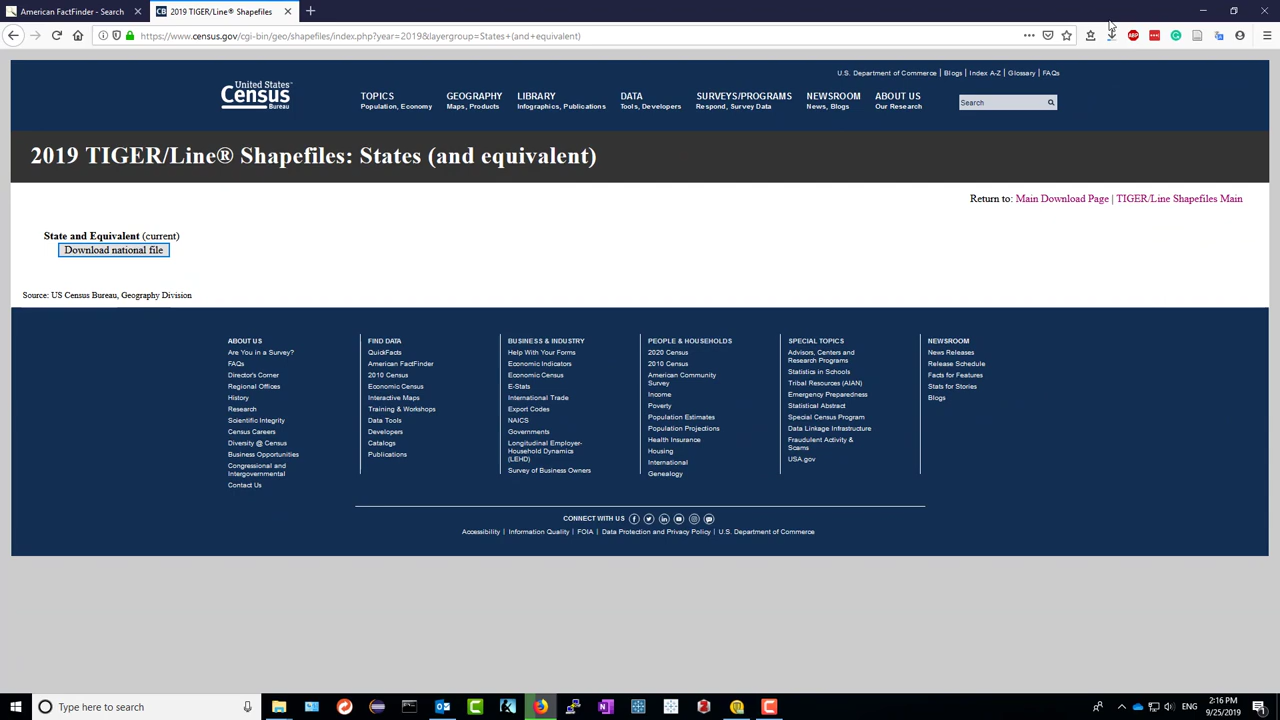 American FactFinder - Search
2019 TIGER/Line® Shapefiles
https://www.census.gov/cgi-bin/geo/shapefiles/index.php?year=2019&layergroup=States+(and+equivalent)
U.S. Department of Commerce | Blogs | Index A-Z | Glossary | FAQs
United States
Census
Bureau
TOPICS
Population, Economy
GEOGRAPHY
Maps, Products
LIBRARY
Infographics, Publications
DATA
Tools, Developers
SURVEYS/PROGRAMS
Respond, Survey Data
NEWSROOM
News, Blogs
ABOUT US
Our Research
Search
2019 TIGER/Line® Shapefiles: States (and equivalent)
Return to: Main Download Page | TIGER/Line Shapefiles Main
State and Equivalent (current)
Download national file
Source: US Census Bureau, Geography Division
ABOUT US
Are You in a Survey?
FAQs
Director's Corner
Regional Offices
History
Research
Scientific Integrity
Census Careers
Diversity @ Census
Business Opportunities
Congressional and
Intergovernmental
Contact Us
FIND DATA
QuickFacts
American FactFinder
2010 Census
Economic Census
Interactive Maps
Training & Workshops
Data Tools
Developers
Catalogs
Publications
BUSINESS & INDUSTRY
Help With Your Forms
Economic Indicators
Economic Census
E-Stats
International Trade
Export Codes
NAICS
Governments
Longitudinal Employer-
Household Dynamics
(LEHD)
Survey of Business Owners
PEOPLE & HOUSEHOLDS
2020 Census
2010 Census
American Community
Survey
Income
Poverty
Population Estimates
Population Projections
Health Insurance
Housing
International
Genealogy
SPECIAL TOPICS
Advisors, Centers and
Research Programs
Statistics in Schools
Tribal Resources (AIAN)
Emergency Preparedness
Statistical Abstract
Special Census Program
Data Linkage Infrastructure
Fraudulent Activity &
Scams
USA.gov
NEWSROOM
News Releases
Release Schedule
Facts for Features
Stats for Stories
Blogs
CONNECT WITH US
Accessibility | Information Quality | FOIA | Data Protection and Privacy Policy | U.S. Department of Commerce
Type here to search
ENG
2:16 PM
9/25/2019